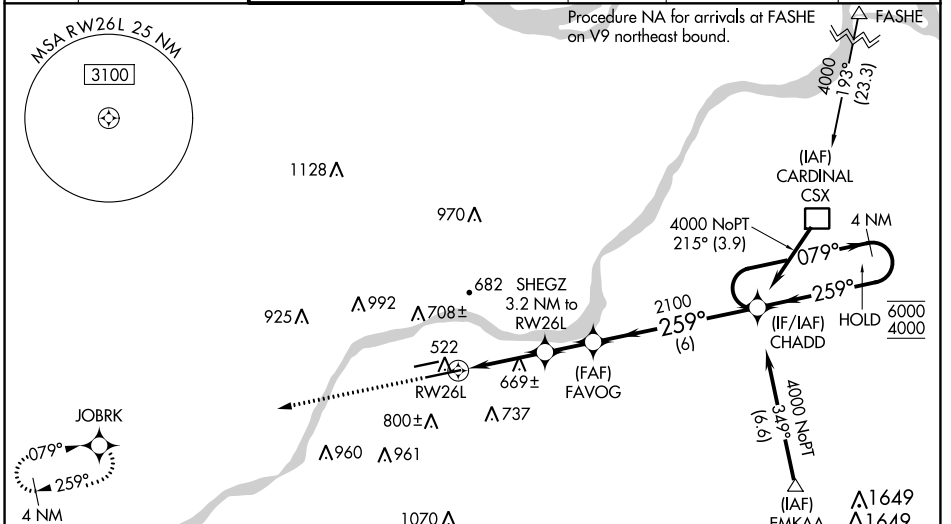 MSA RW26L 25 NM
3100
Procedure NA for arrivals at FASHE
on V9 northeast bound.
FASHE
4000
193°
(23.3)
(IAF)
CARDINAL
CSX
1128
970
4000 NoPT
215° (3.9)
4 NM
079°
259°
HOLD
6000
4000
682
SHEGZ
3.2 NM to
RW26L
992
925
708±
2100
259°
(6)
(IF/IAF)
CHADD
522
RW26L
669±
(FAF)
FAVOG
JOBRK
079°
259°
4 NM
800±
737
960
961
4000 NoPT
349°
(6.6)
(IAF)
1649
1649
1070